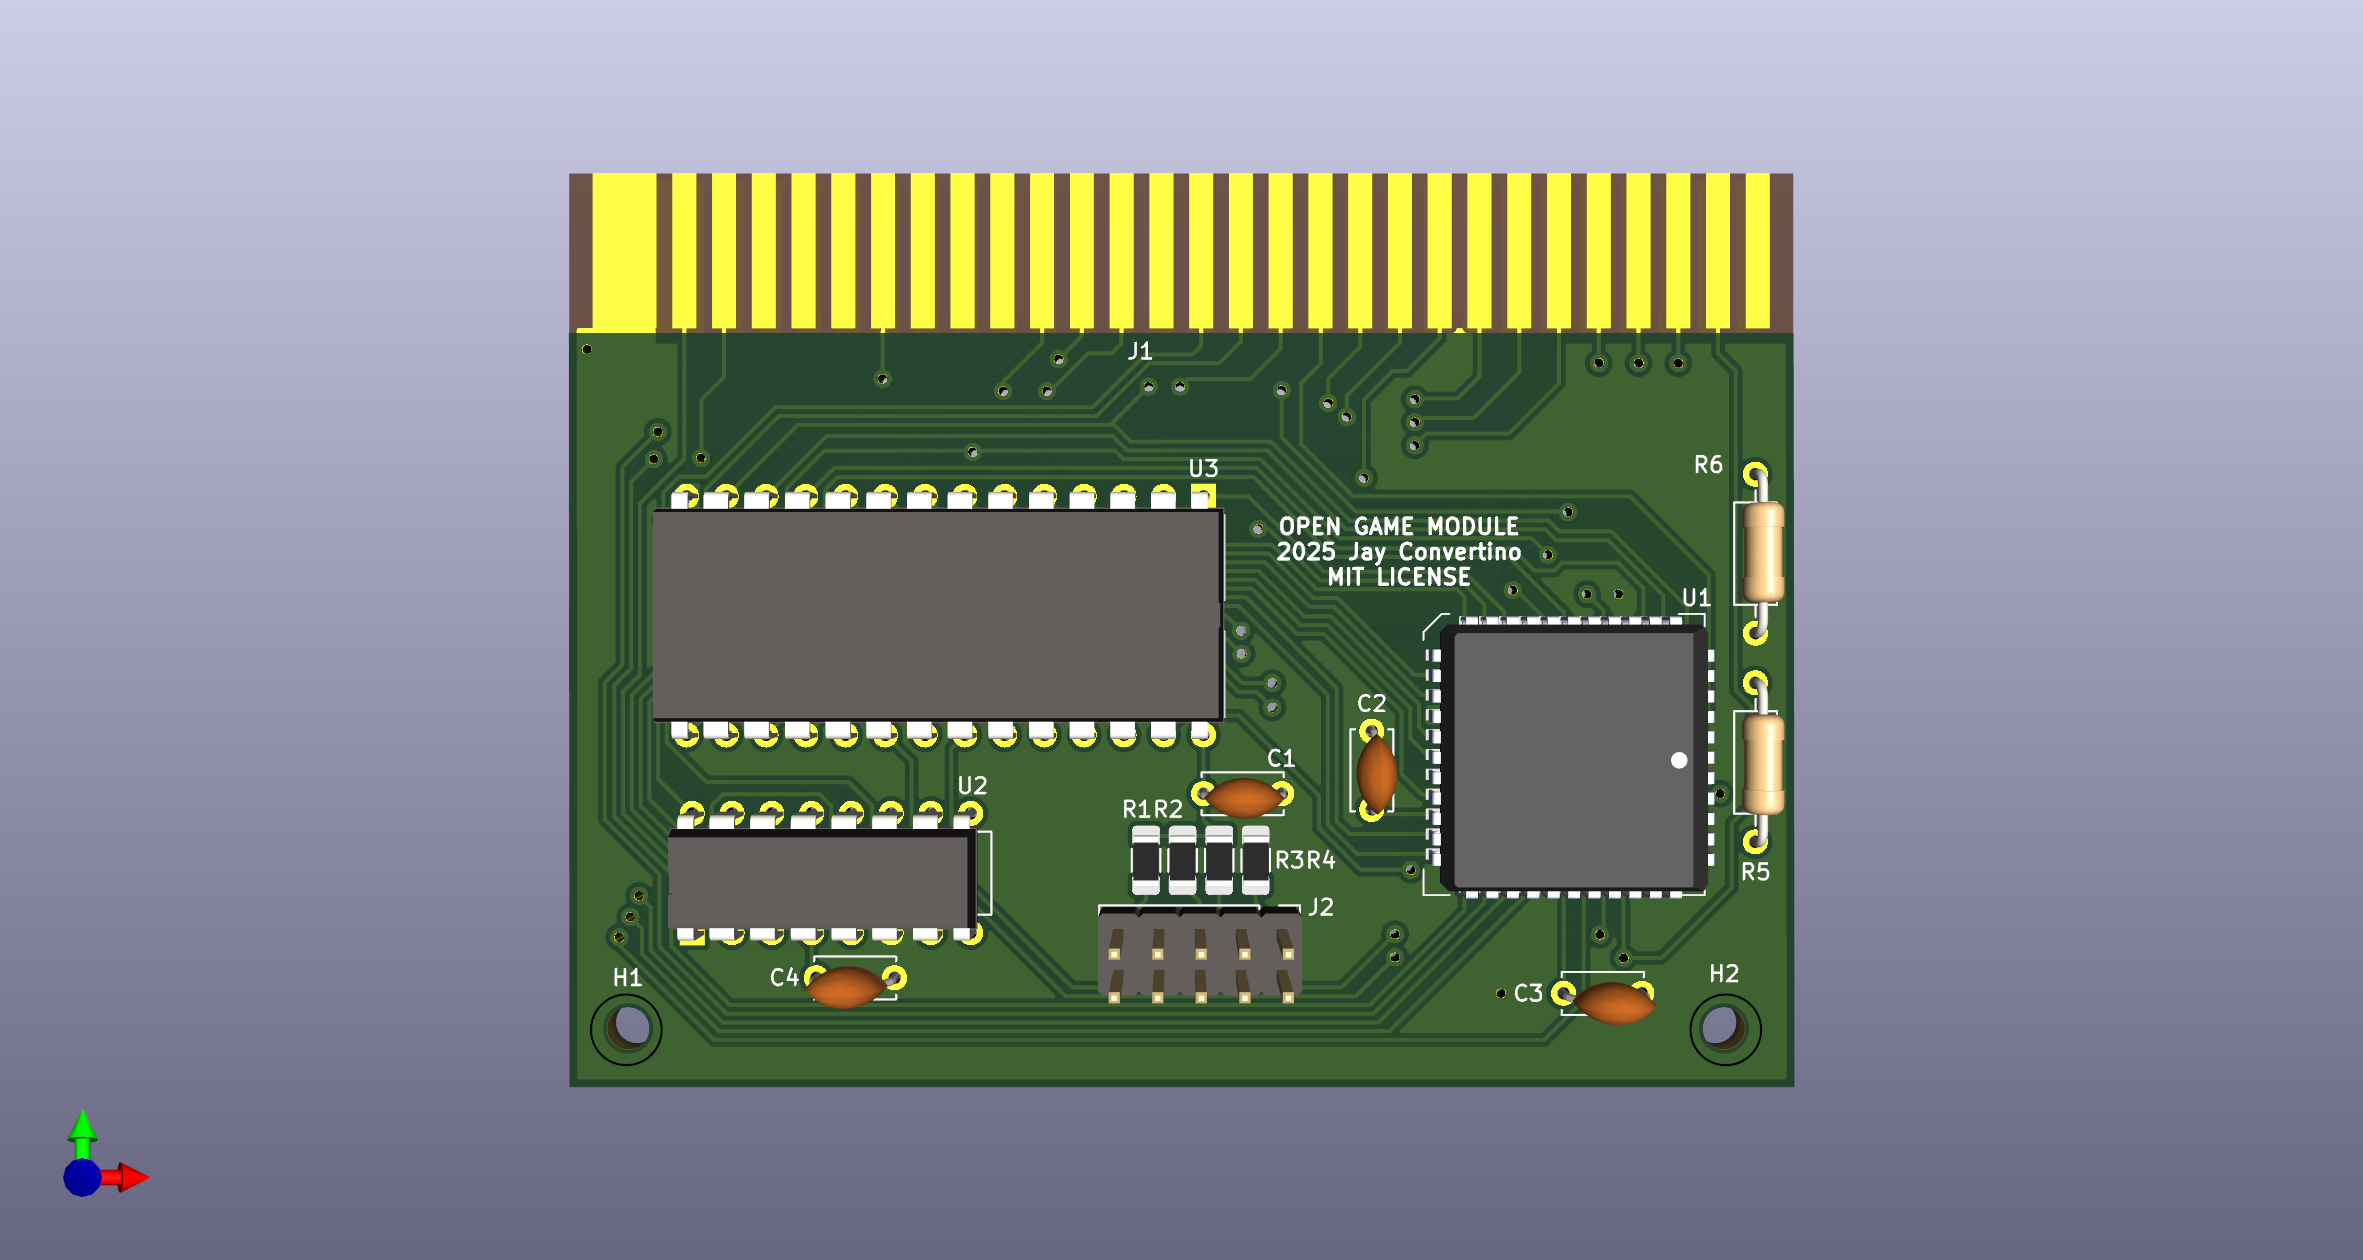 J1
U3
R6
OPEN GAME MODULE
2025 Jay Convertino
MIT LICENSE
U1
C2
C1
U2
R1R2
R3R4
R5
J2
C4
H1
H2
C3